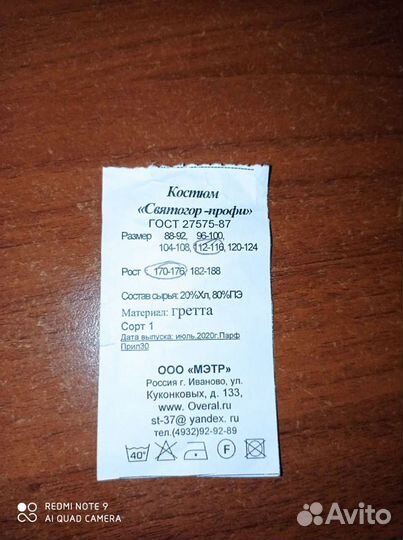 Костюм
«Святогор-профи»
ГОСТ 27575-87
Размер 88-92, 96-100,
104-108, 112-116, 120-124
Рост 170-176, 182-188
Состав сырья: 20%Хл, 80%ПЭ
Материал: гретта
Сорт 1
Дата выпуска: июль,2020г.Парф
Прил30
ООО «МЭТР»
Россия г. Иваново, ул.
Куконковых, д. 133,
www. Overal.ru
st-37@ yandex. ru
тел.(4932)92-92-89
40° F
REDMI NOTE 9
AI QUAD CAMERA
Avito